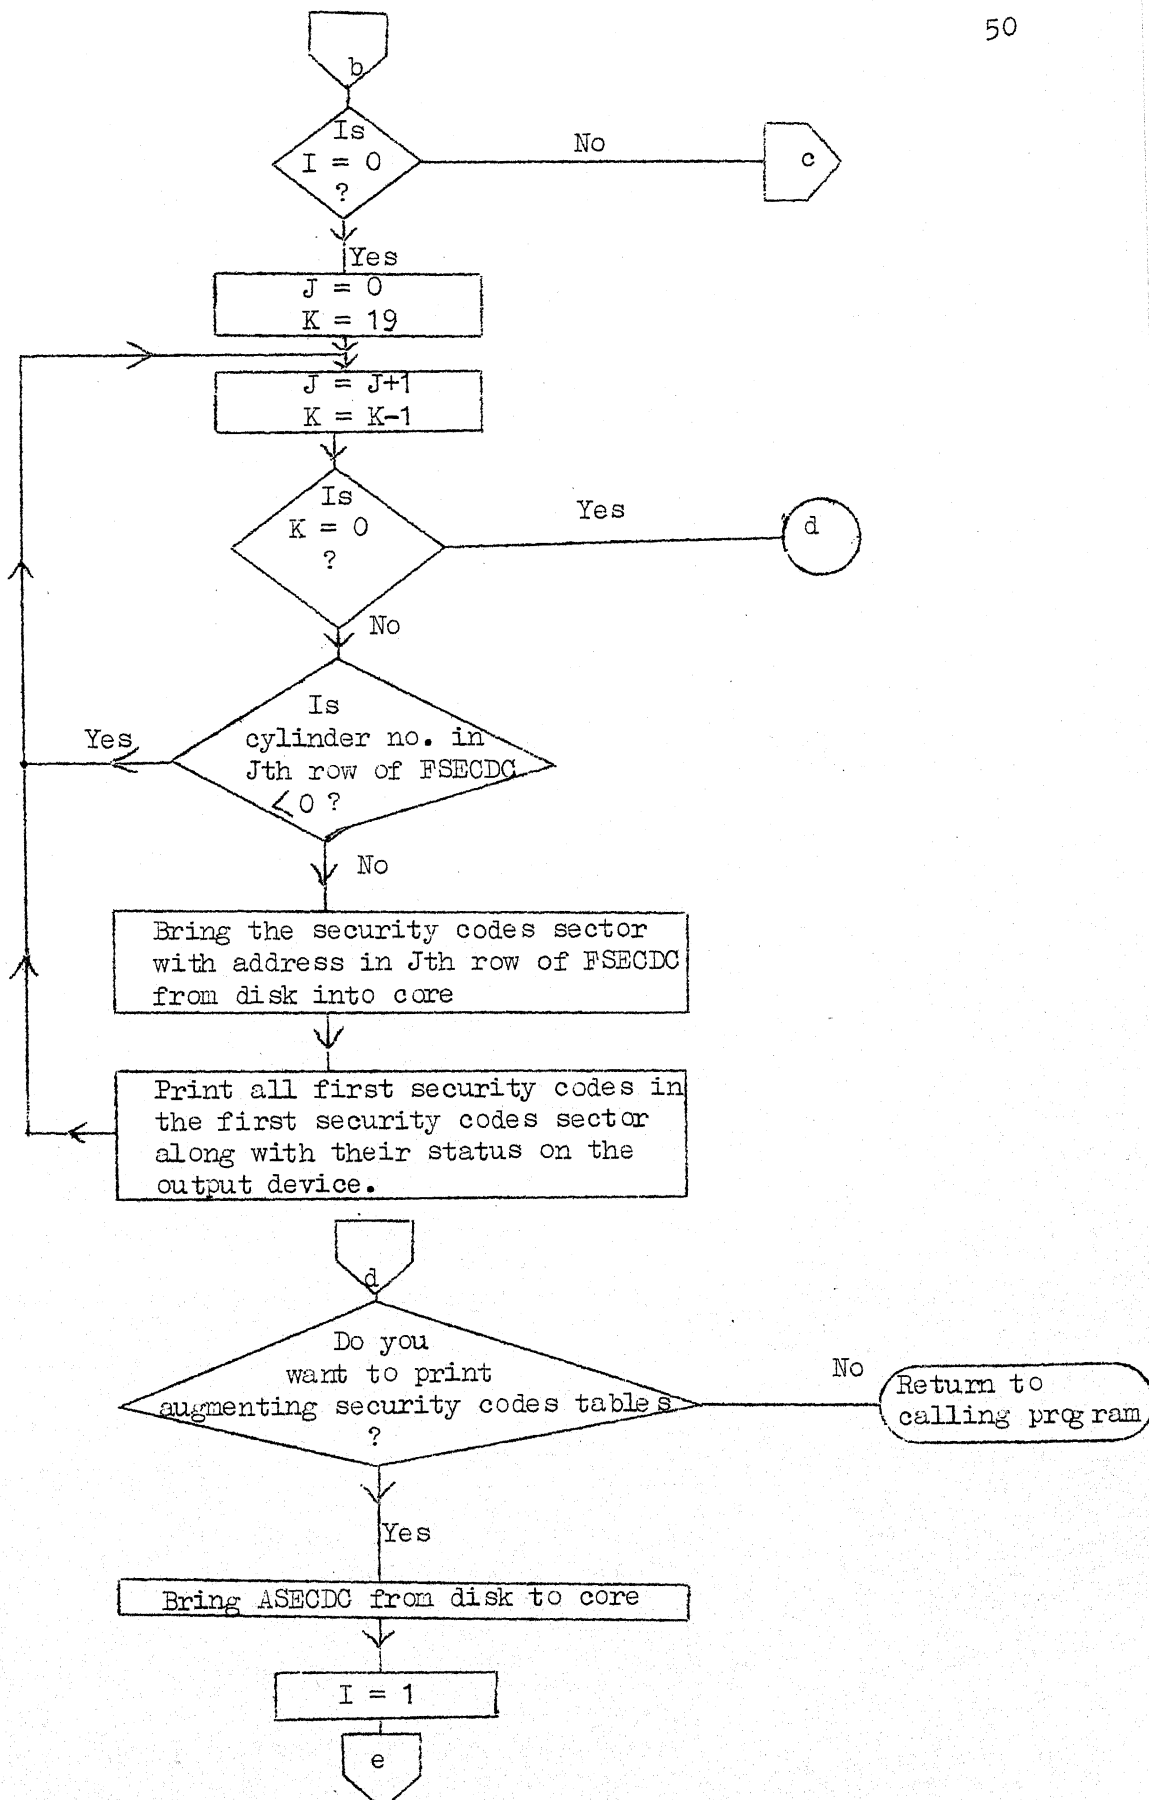 50
b
Is
I = 0
?
No
c
Yes
J = 0
K = 19
J = J+1
K = K-1
Is
K = 0
?
Yes
d
No
Is
cylinder no. in
Jth row of FSECDC
< 0 ?
Yes
No
Bring the security codes sector
with address in Jth row of FSECDC
from disk into core
Print all first security codes in
the first security codes sector
along with their status on the
output device.
d
Do you
want to print
augmenting security codes tables
?
No
Return to
calling program
Yes
Bring ASECDC from disk to core
I = 1
e